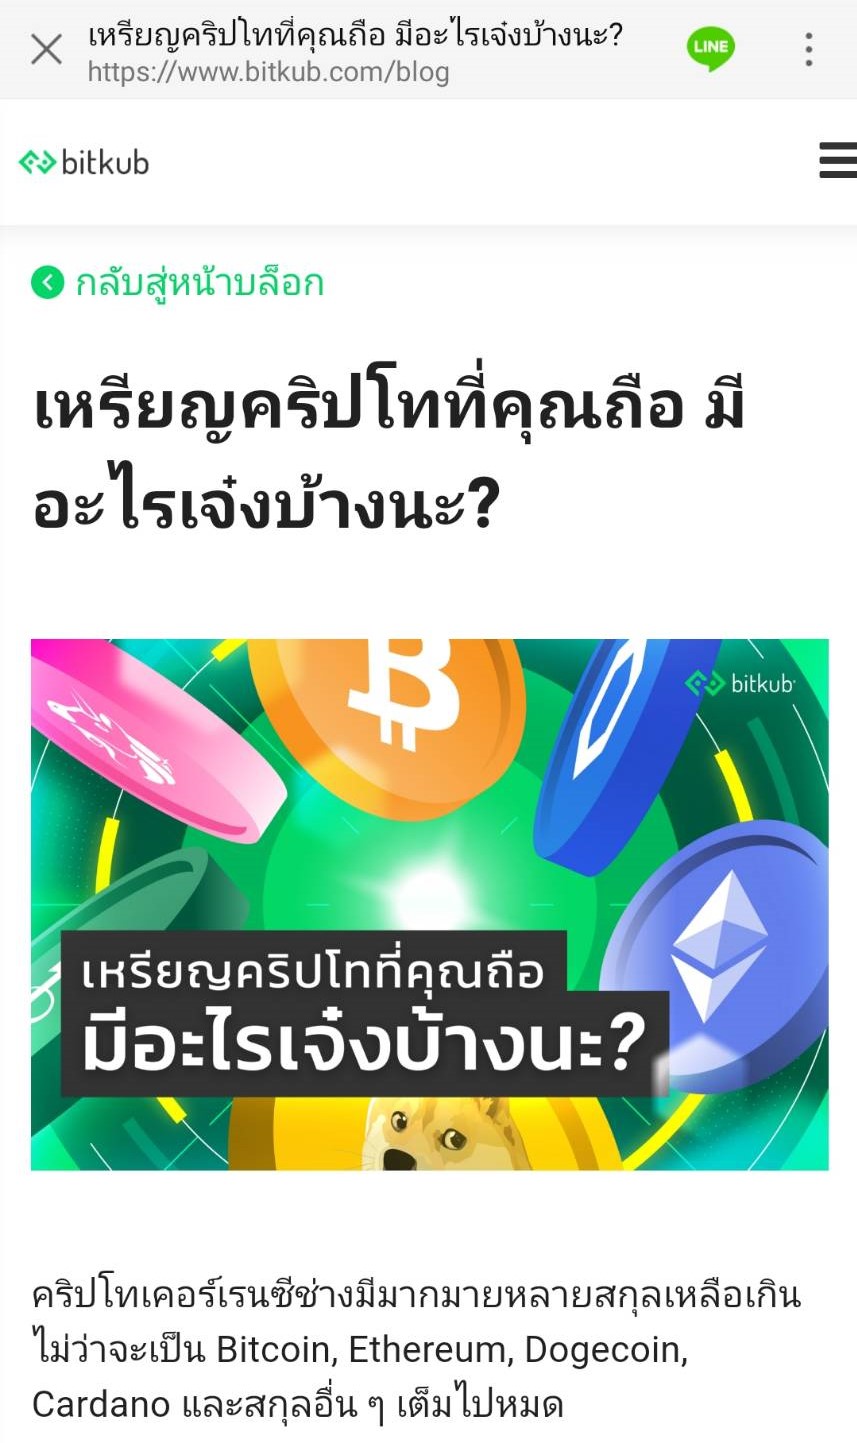 เหรียญคริปโทที่คุณถือ มีอะไรเจ๋งบ้างนะ?
https://www.bitkub.com/blog
LINE
bitkub
กลับสู่หน้าบล็อก
เหรียญคริปโทที่คุณถือ มี
อะไรเจ๋งบ้างนะ?
bitkub
เหรียญคริปโทที่คุณถือ
มีอะไรเจ๋งบ้างนะ?
คริปโทเคอร์เรนซีช่างมีมากมายหลายสกุลเหลือเกิน
ไม่ว่าจะเป็น Bitcoin, Ethereum, Dogecoin,
Cardano และสกุลอื่น ๆ เต็มไปหมด